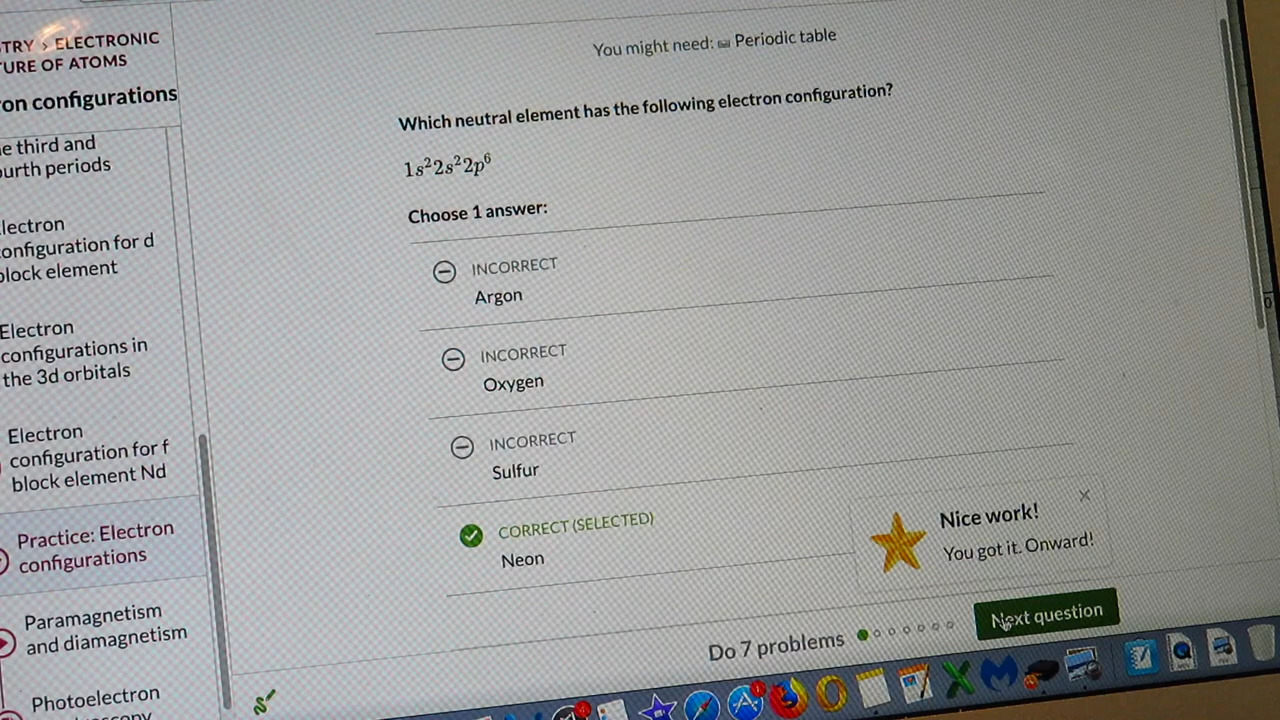 TRY > ELECTRONIC
URE OF ATOMS
on configurations
e third and
urth periods
lectron
onfiguration for d
block element
Electron
configurations in
the 3d orbitals
Electron
configuration for f
block element Nd
Practice: Electron
configurations
Paramagnetism
and diamagnetism
Photoelectron
You might need: Periodic table
Which neutral element has the following electron configuration?
1s²2s²2p⁶
Choose 1 answer:
INCORRECT
Argon
INCORRECT
Oxygen
INCORRECT
Sulfur
CORRECT (SELECTED)
Neon
Nice work!
You got it. Onward!
Do 7 problems
Next question